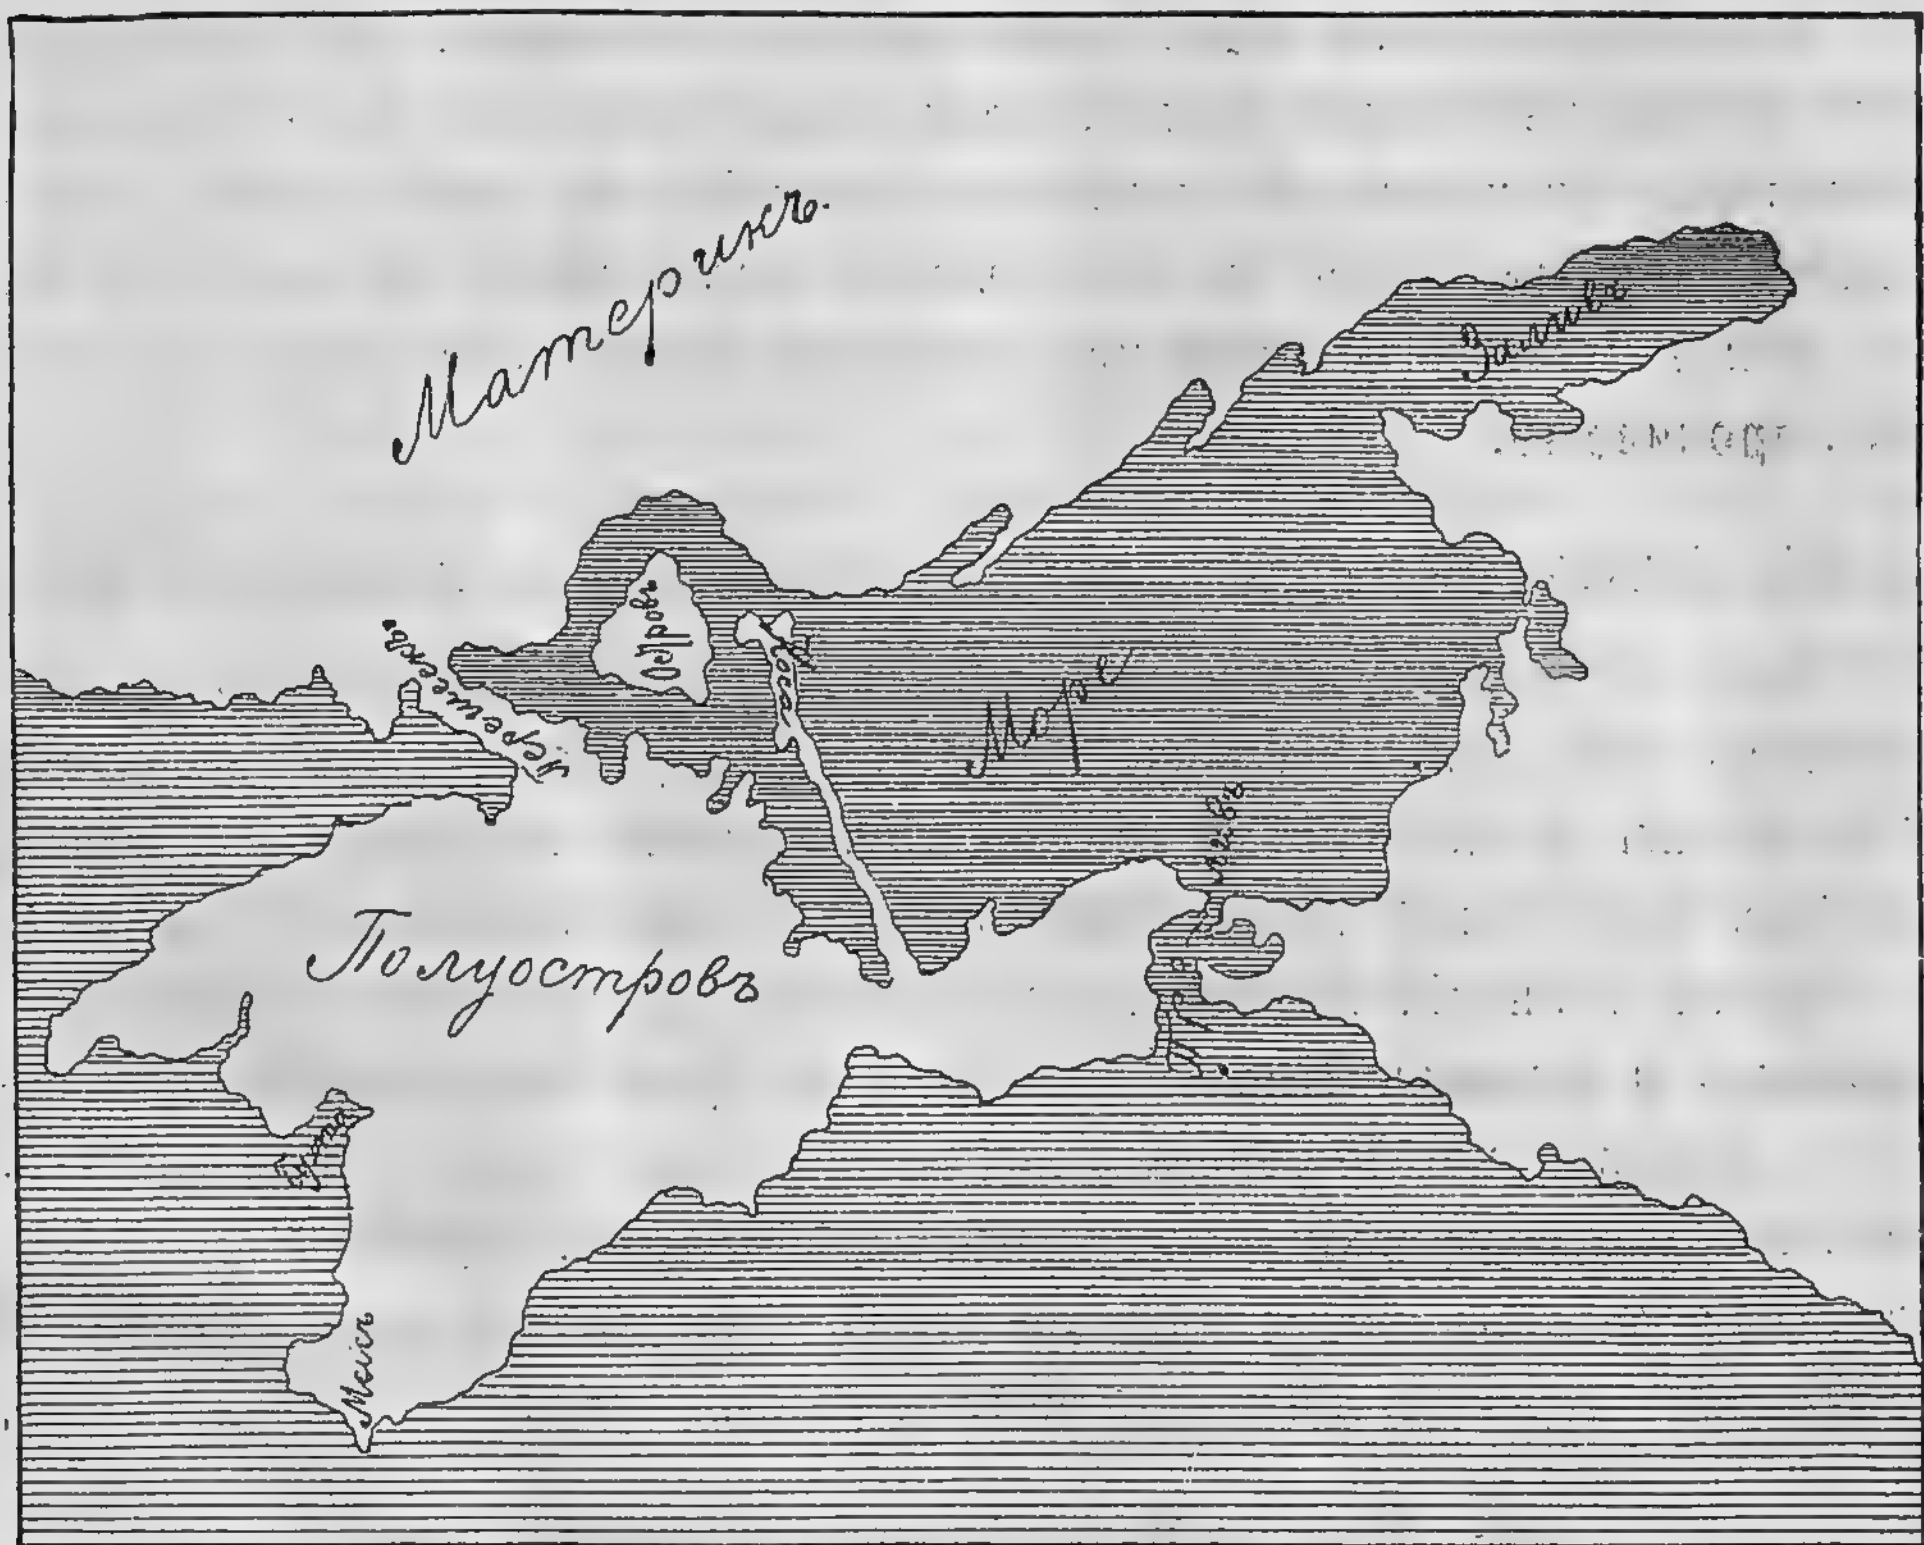 Материкъ.
Заливъ
Островъ
Перешеекъ
Коса
Море
Проливъ
Полуостровъ
Бухта
Мысъ